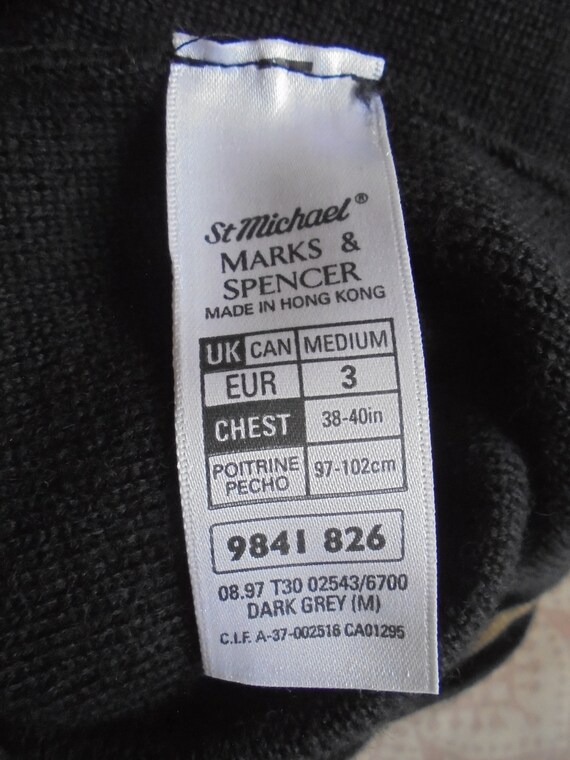 St Michael®
MARKS &
SPENCER
MADE IN HONG KONG
UK CAN MEDIUM
EUR 3
CHEST 38-40in
POITRINE
PECHO 97-102cm
9841 826
08.97 T30 02543/6700
DARK GREY (M)
C.I.F. A-37-002516 CA01295